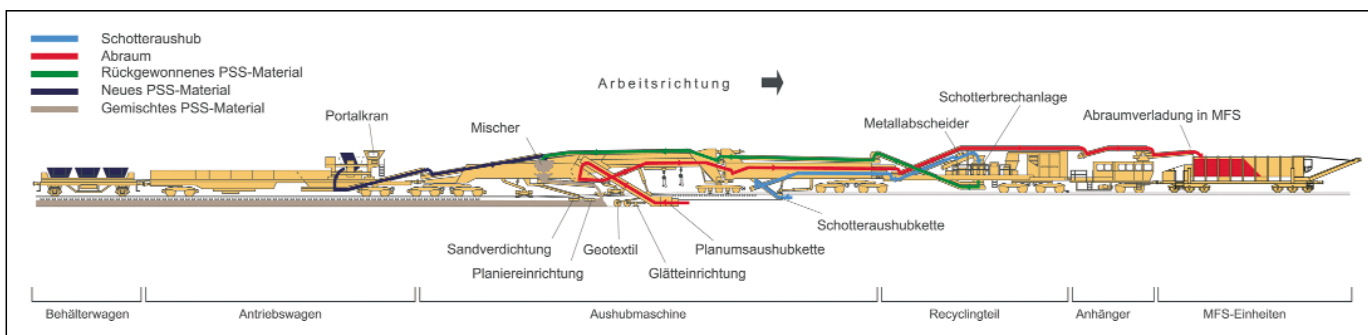 Schotteraushub
Abraum
Rückgewonnenes PSS-Material
Neues PSS-Material
Gemischtes PSS-Material
Arbeitsrichtung
Portalkran
Mischer
Schotterbrechanlage
Metallabscheider
Abraumverladung in MFS
Sandverdichtung
Geotextil
Planumsaushubkette
Schotteraushubkette
Planiereinrichtung
Glätteinrichtung
Behälterwagen
Antriebswagen
Aushubmaschine
Recyclingteil
Anhänger
MFS-Einheiten